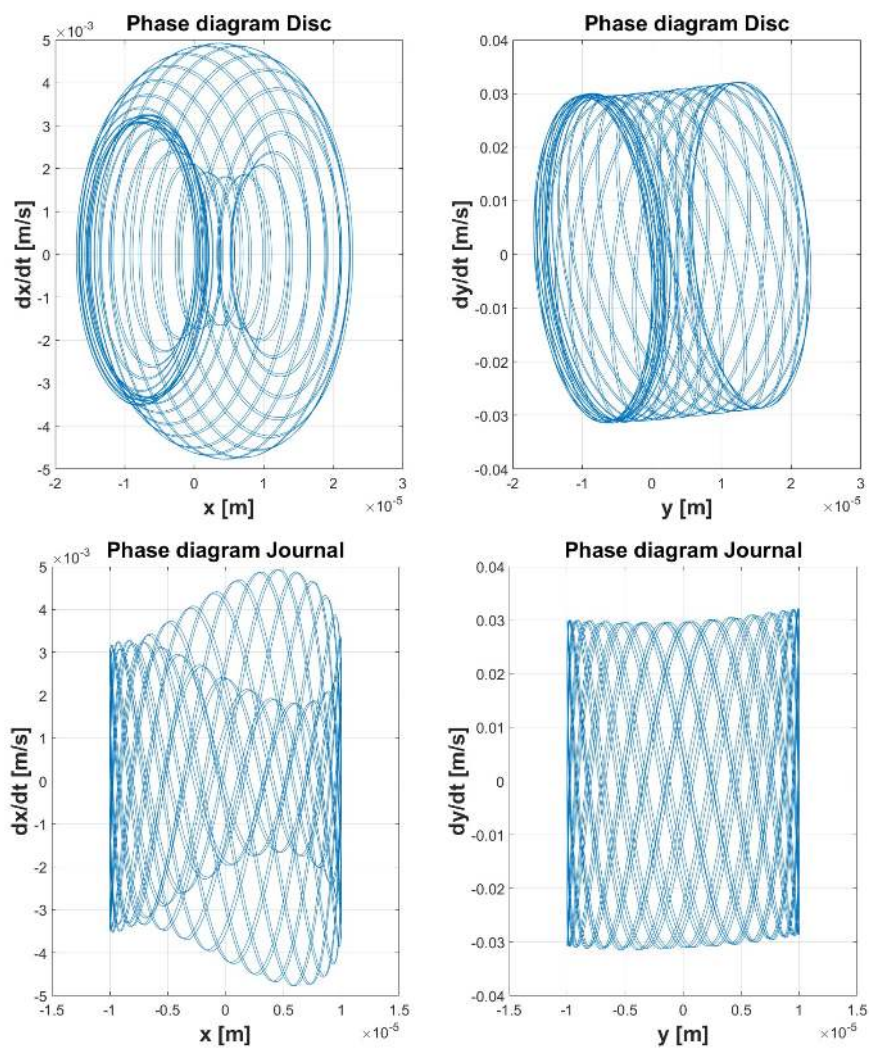 Phase diagram Disc
×10⁻³
5
4
3
2
1
0
-1
-2
-3
-4
-5
dx/dt [m/s]
-2 -1 0 1 2 3
x [m]
×10⁻⁵
Phase diagram Disc
0.04
0.03
0.02
0.01
0
-0.01
-0.02
-0.03
-0.04
dy/dt [m/s]
-2 -1 0 1 2 3
y [m]
×10⁻⁵
Phase diagram Journal
×10⁻³
5
4
3
2
1
0
-1
-2
-3
-4
-5
dx/dt [m/s]
-1.5 -1 -0.5 0 0.5 1 1.5
x [m]
×10⁻⁵
Phase diagram Journal
0.04
0.03
0.02
0.01
0
-0.01
-0.02
-0.03
-0.04
dy/dt [m/s]
-1.5 -1 -0.5 0 0.5 1 1.5
y [m]
×10⁻⁵